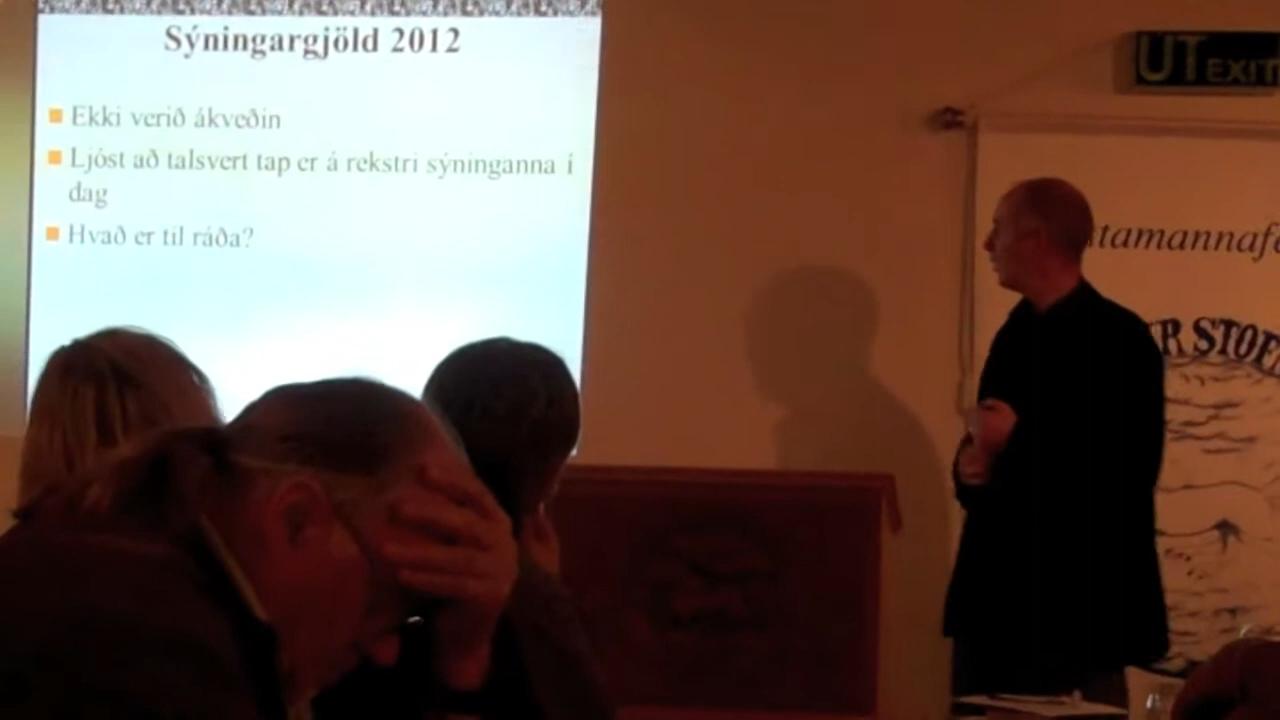 Sýningargjöld 2012
Ekki verið ákveðin
Ljóst að talsvert tap er á rekstri sýninganna í
dag
Hvað er til ráða?
UT EXIT